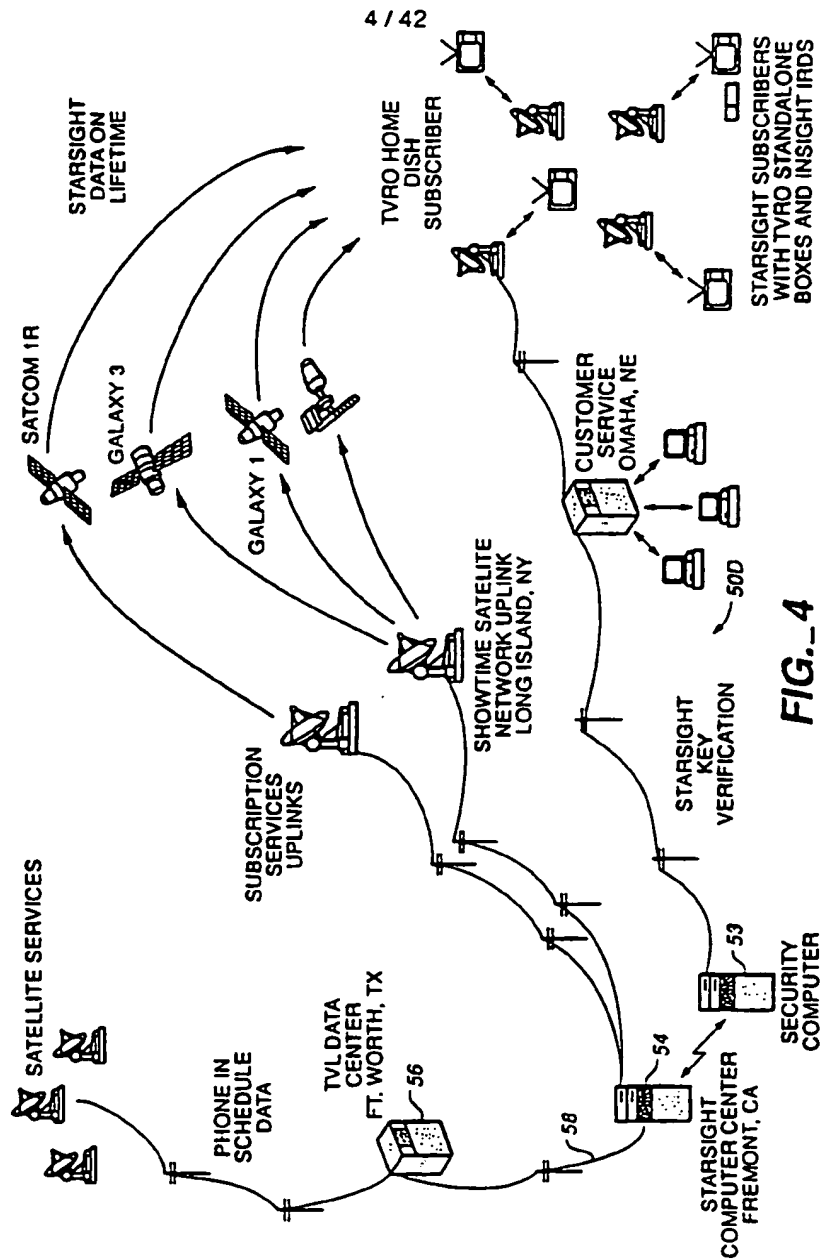 4 / 42
SATELLITE SERVICES
PHONE IN
SCHEDULE
DATA
TVL DATA
CENTER
FT. WORTH, TX
56
58
54
STARSIGHT
COMPUTER CENTER
FREMONT, CA
53
SECURITY
COMPUTER
SUBSCRIPTION
SERVICES
UPLINKS
SHOWTIME SATELITE
NETWORK UPLINK
LONG ISLAND, NY
STARSIGHT
KEY
VERIFICATION
SATCOM 1R
GALAXY 3
GALAXY 1
STARSIGHT
DATA ON
LIFETIME
TVRO HOME
DISH
SUBSCRIBER
CUSTOMER
SERVICE
OMAHA, NE
50D
STARSIGHT SUBSCRIBERS
WITH TVRO STANDALONE
BOXES AND INSIGHT IRDS
FIG._4